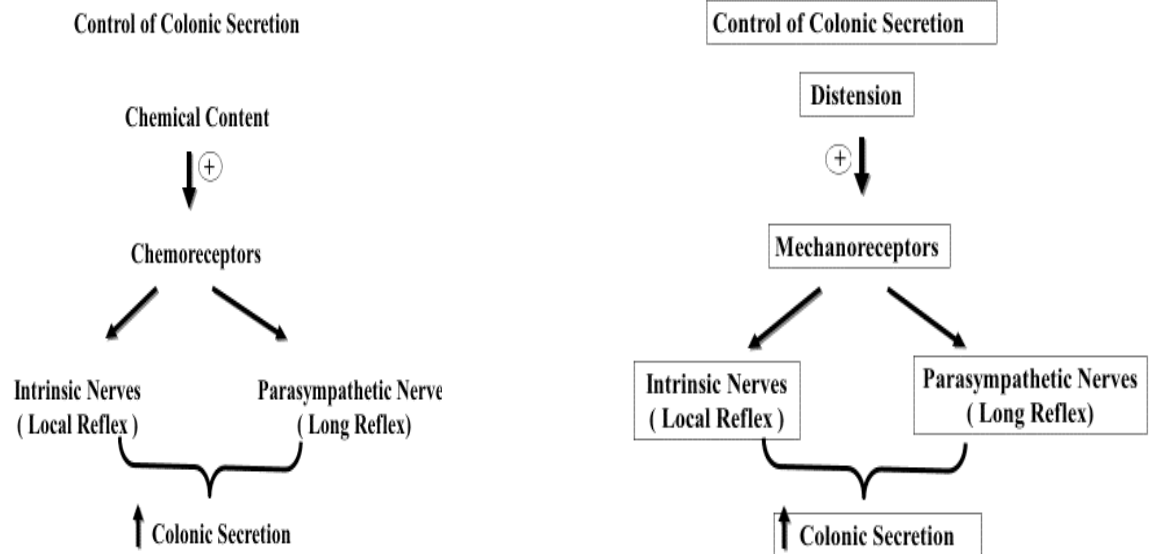 Control of Colonic Secretion
Chemical Content
+
Chemoreceptors
Intrinsic Nerves
( Local Reflex )
Parasympathetic Nerve
( Long Reflex)
Colonic Secretion
Control of Colonic Secretion
Distension
+
Mechanoreceptors
Intrinsic Nerves
( Local Reflex )
Parasympathetic Nerves
( Long Reflex)
Colonic Secretion